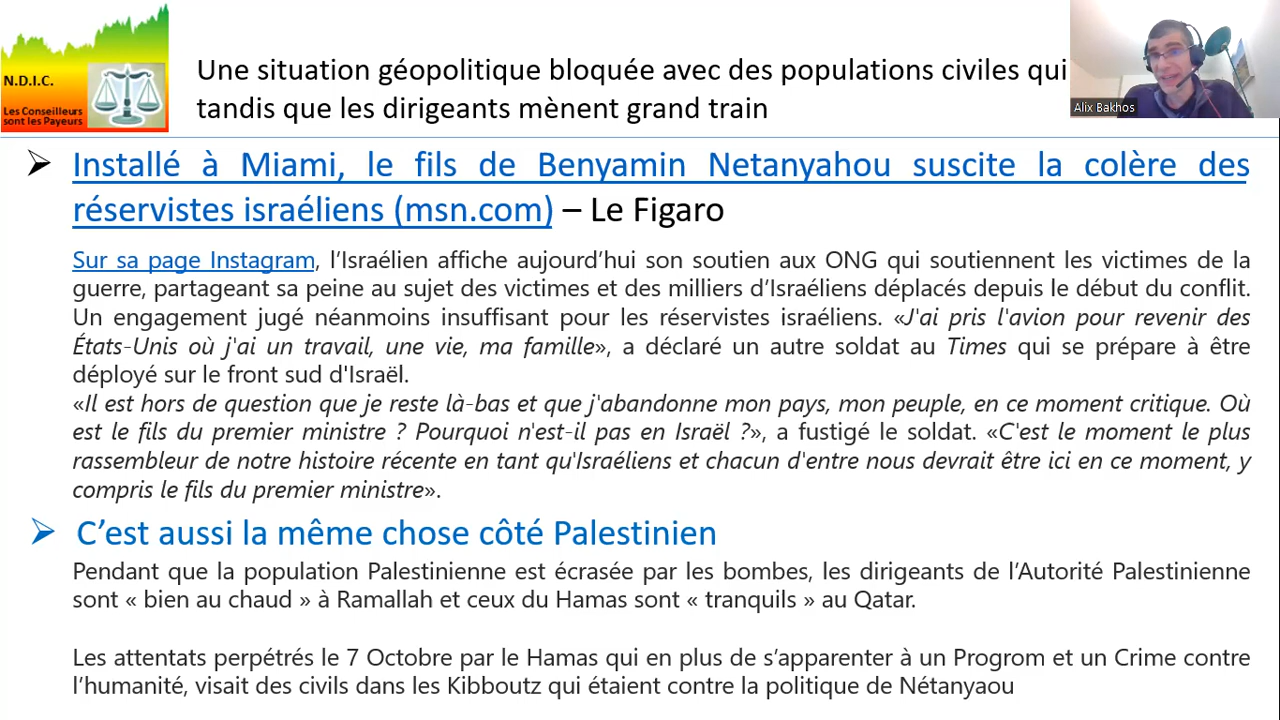 N.D.I.C.
Les Conseilleurs
sont les Payeurs
Une situation géopolitique bloquée avec des populations civiles qui
tandis que les dirigeants mènent grand train
Alix Bakhos
Installé à Miami, le fils de Benyamin Netanyahou suscite la colère des
réservistes israéliens (msn.com) – Le Figaro
Sur sa page Instagram, l’Israélien affiche aujourd’hui son soutien aux ONG qui soutiennent les victimes de la
guerre, partageant sa peine au sujet des victimes et des milliers d’Israéliens déplacés depuis le début du conflit.
Un engagement jugé néanmoins insuffisant pour les réservistes israéliens. «J'ai pris l'avion pour revenir des
États-Unis où j'ai un travail, une vie, ma famille», a déclaré un autre soldat au Times qui se prépare à être
déployé sur le front sud d'Israël.
«Il est hors de question que je reste là-bas et que j'abandonne mon pays, mon peuple, en ce moment critique. Où
est le fils du premier ministre ? Pourquoi n'est-il pas en Israël ?», a fustigé le soldat. «C'est le moment le plus
rassembleur de notre histoire récente en tant qu'Israéliens et chacun d'entre nous devrait être ici en ce moment, y
compris le fils du premier ministre».
C’est aussi la même chose côté Palestinien
Pendant que la population Palestinienne est écrasée par les bombes, les dirigeants de l’Autorité Palestinienne
sont « bien au chaud » à Ramallah et ceux du Hamas sont « tranquils » au Qatar.
Les attentats perpétrés le 7 Octobre par le Hamas qui en plus de s’apparenter à un Progrom et un Crime contre
l’humanité, visait des civils dans les Kibboutz qui étaient contre la politique de Nétanyaou